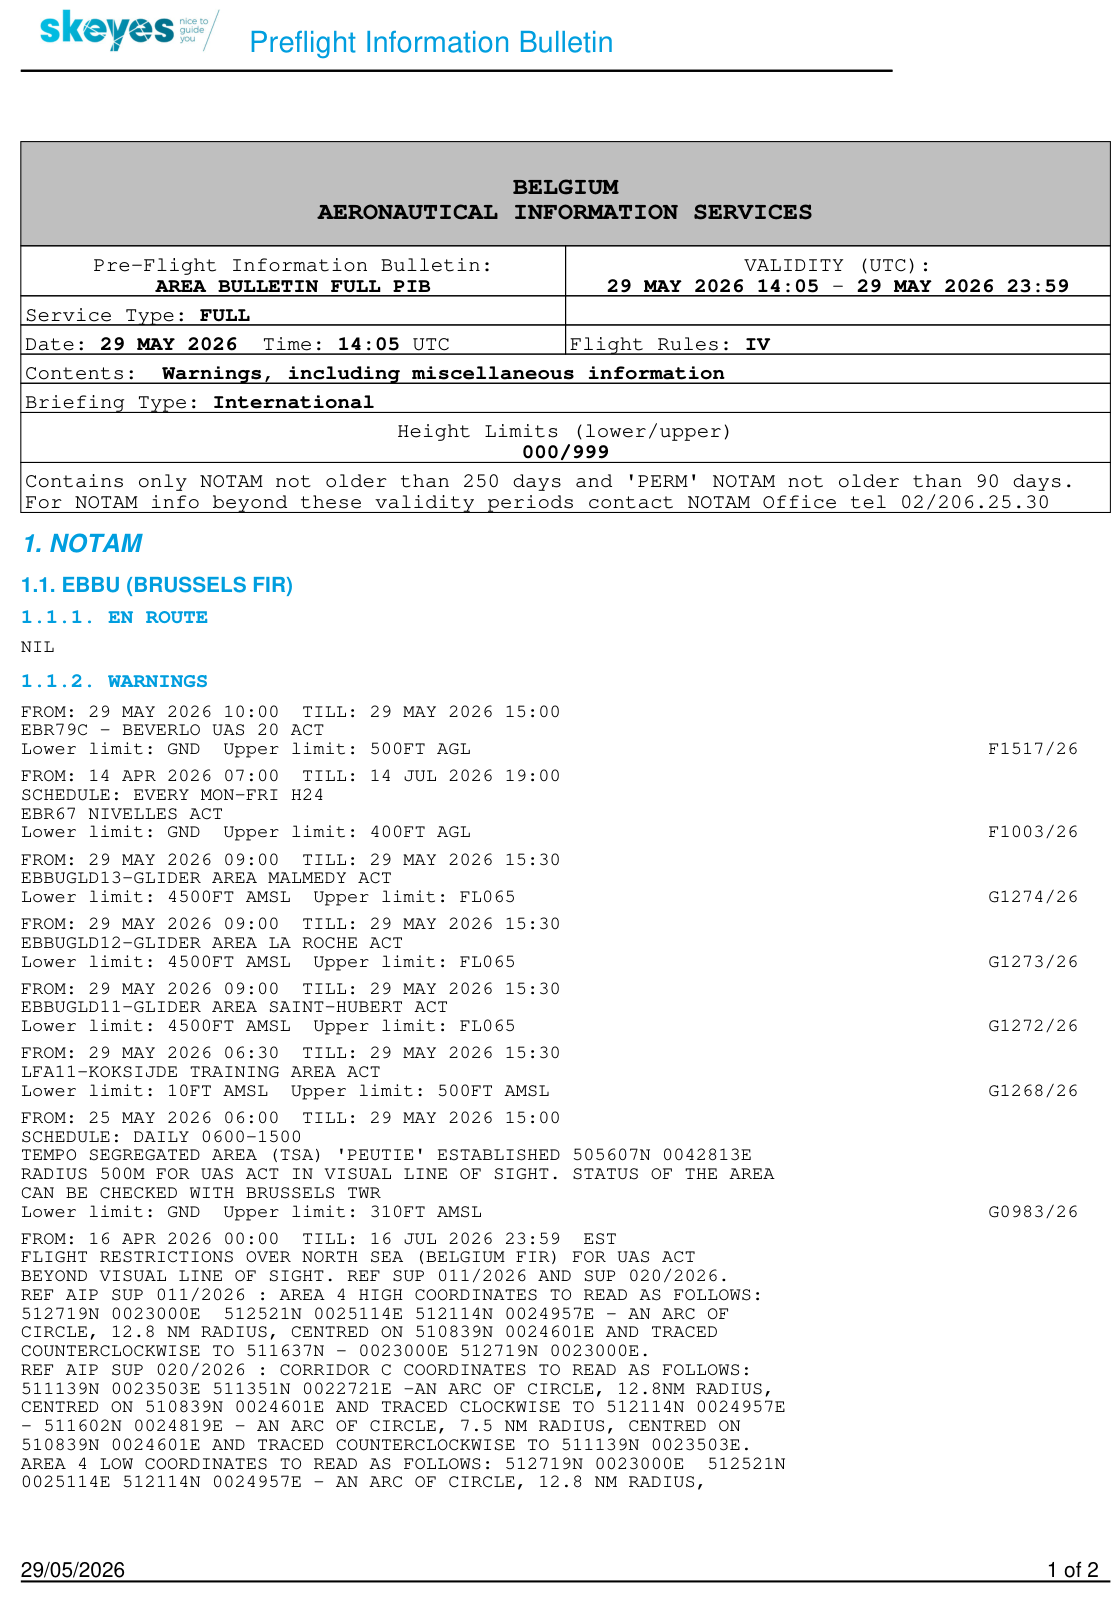 skeyes nice to guide you
Preflight Information Bulletin
BELGIUM
AERONAUTICAL INFORMATION SERVICES
Pre-Flight Information Bulletin:
AREA BULLETIN FULL PIB
VALIDITY (UTC):
29 MAY 2026 14:05 - 29 MAY 2026 23:59
Service Type: FULL
Date: 29 MAY 2026  Time: 14:05 UTC
Flight Rules: IV
Contents:  Warnings, including miscellaneous information
Briefing Type: International
Height Limits (lower/upper)
000/999
Contains only NOTAM not older than 250 days and 'PERM' NOTAM not older than 90 days.
For NOTAM info beyond these validity periods contact NOTAM Office tel 02/206.25.30
1. NOTAM
1.1. EBBU (BRUSSELS FIR)
1.1.1. EN ROUTE
NIL
1.1.2. WARNINGS
FROM: 29 MAY 2026 10:00  TILL: 29 MAY 2026 15:00
EBR79C - BEVERLO UAS 20 ACT
Lower limit: GND  Upper limit: 500FT AGL F1517/26
FROM: 14 APR 2026 07:00  TILL: 14 JUL 2026 19:00
SCHEDULE: EVERY MON-FRI H24
EBR67 NIVELLES ACT
Lower limit: GND  Upper limit: 400FT AGL F1003/26
FROM: 29 MAY 2026 09:00  TILL: 29 MAY 2026 15:30
EBBUGLD13-GLIDER AREA MALMEDY ACT
Lower limit: 4500FT AMSL  Upper limit: FL065 G1274/26
FROM: 29 MAY 2026 09:00  TILL: 29 MAY 2026 15:30
EBBUGLD12-GLIDER AREA LA ROCHE ACT
Lower limit: 4500FT AMSL  Upper limit: FL065 G1273/26
FROM: 29 MAY 2026 09:00  TILL: 29 MAY 2026 15:30
EBBUGLD11-GLIDER AREA SAINT-HUBERT ACT
Lower limit: 4500FT AMSL  Upper limit: FL065 G1272/26
FROM: 29 MAY 2026 06:30  TILL: 29 MAY 2026 15:30
LFA11-KOKSIJDE TRAINING AREA ACT
Lower limit: 10FT AMSL  Upper limit: 500FT AMSL G1268/26
FROM: 25 MAY 2026 06:00  TILL: 29 MAY 2026 15:00
SCHEDULE: DAILY 0600-1500
TEMPO SEGREGATED AREA (TSA) 'PEUTIE' ESTABLISHED 505607N 0042813E
RADIUS 500M FOR UAS ACT IN VISUAL LINE OF SIGHT. STATUS OF THE AREA
CAN BE CHECKED WITH BRUSSELS TWR
Lower limit: GND  Upper limit: 310FT AMSL G0983/26
FROM: 16 APR 2026 00:00  TILL: 16 JUL 2026 23:59  EST
FLIGHT RESTRICTIONS OVER NORTH SEA (BELGIUM FIR) FOR UAS ACT
BEYOND VISUAL LINE OF SIGHT. REF SUP 011/2026 AND SUP 020/2026.
REF AIP SUP 011/2026 : AREA 4 HIGH COORDINATES TO READ AS FOLLOWS:
512719N 0023000E  512521N 0025114E 512114N 0024957E - AN ARC OF
CIRCLE, 12.8 NM RADIUS, CENTRED ON 510839N 0024601E AND TRACED
COUNTERCLOCKWISE TO 511637N - 0023000E 512719N 0023000E.
REF AIP SUP 020/2026 : CORRIDOR C COORDINATES TO READ AS FOLLOWS:
511139N 0023503E 511351N 0022721E -AN ARC OF CIRCLE, 12.8NM RADIUS,
CENTRED ON 510839N 0024601E AND TRACED CLOCKWISE TO 512114N 0024957E
- 511602N 0024819E - AN ARC OF CIRCLE, 7.5 NM RADIUS, CENTRED ON
510839N 0024601E AND TRACED COUNTERCLOCKWISE TO 511139N 0023503E.
AREA 4 LOW COORDINATES TO READ AS FOLLOWS: 512719N 0023000E  512521N
0025114E 512114N 0024957E - AN ARC OF CIRCLE, 12.8 NM RADIUS,
29/05/2026 1 of 2